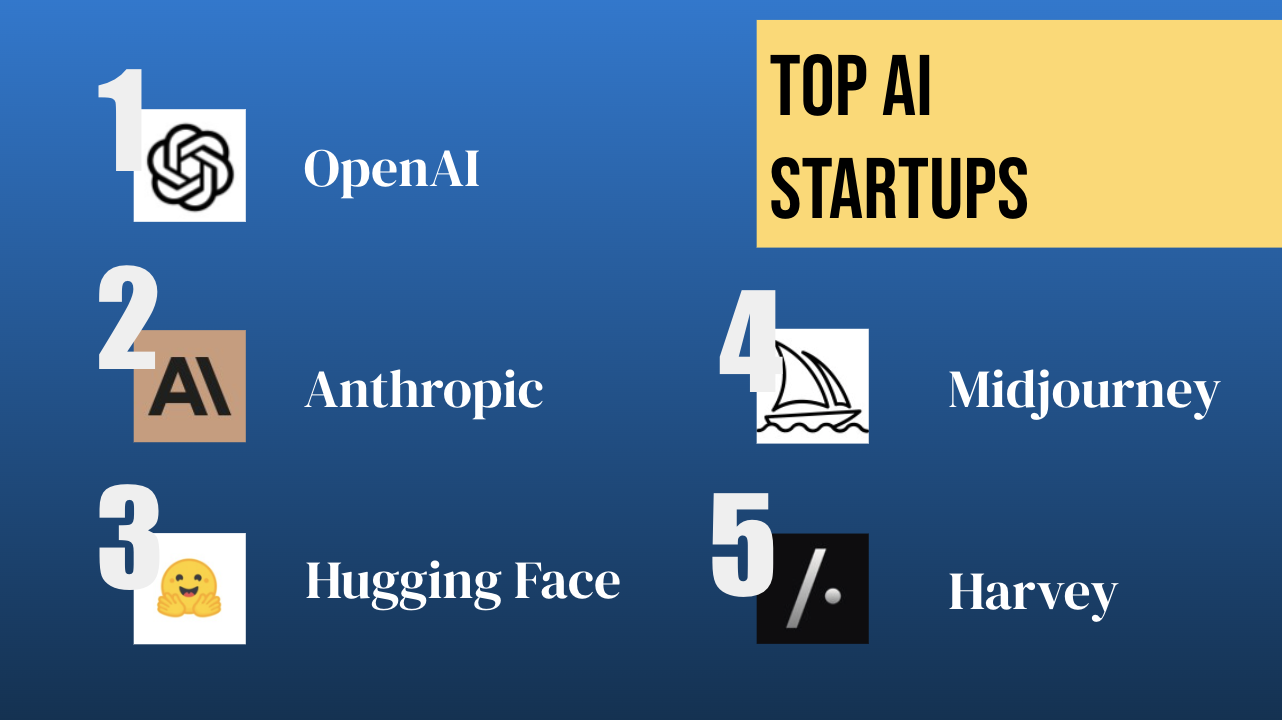 TOP AI
STARTUPS
1
OpenAI
2
AI
Anthropic
3
Hugging Face
4
Midjourney
5
Harvey